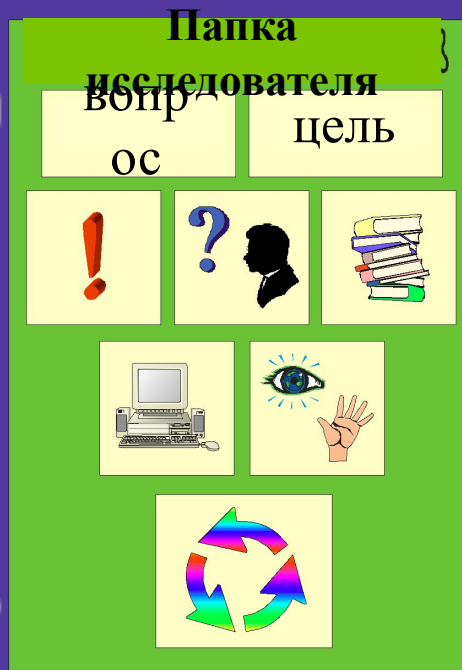 Папка
исследователя
вопр
ос
цель